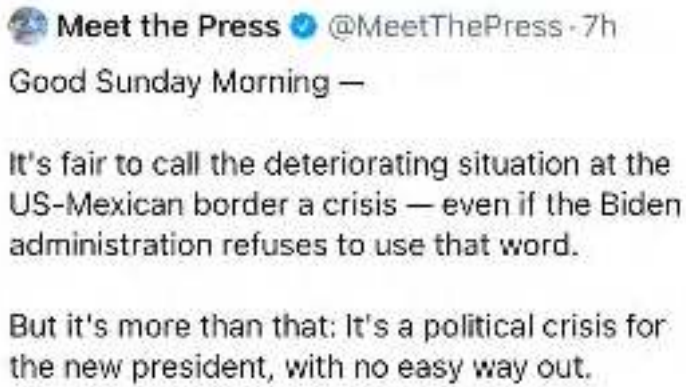 Meet the Press @MeetThePress · 7h
Good Sunday Morning —
It's fair to call the deteriorating situation at the
US-Mexican border a crisis — even if the Biden
administration refuses to use that word.
But it's more than that: It's a political crisis for
the new president, with no easy way out.